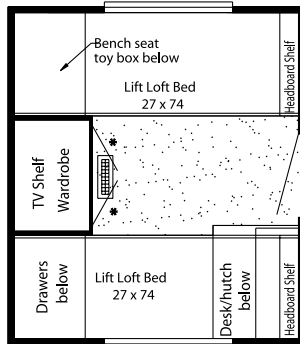 Bench seat
toy box below
Lift Loft Bed
27 x 74
Headboard Shelf
TV Shelf
Wardrobe
*
*
Drawers
below
Lift Loft Bed
27 x 74
Desk/hutch
below
Headboard Shelf